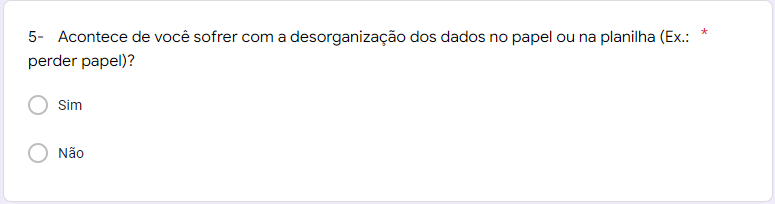 5- Acontece de você sofrer com a desorganização dos dados no papel ou na planilha (Ex.: *
perder papel)?
Sim
Não